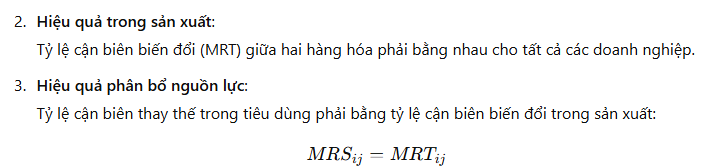 2. Hiệu quả trong sản xuất:
Tỷ lệ cận biên biến đổi (MRT) giữa hai hàng hóa phải bằng nhau cho tất cả các doanh nghiệp.
3. Hiệu quả phân bổ nguồn lực:
Tỷ lệ cận biên thay thế trong tiêu dùng phải bằng tỷ lệ cận biên biến đổi trong sản xuất:
MRS_{ij} = MRT_{ij}